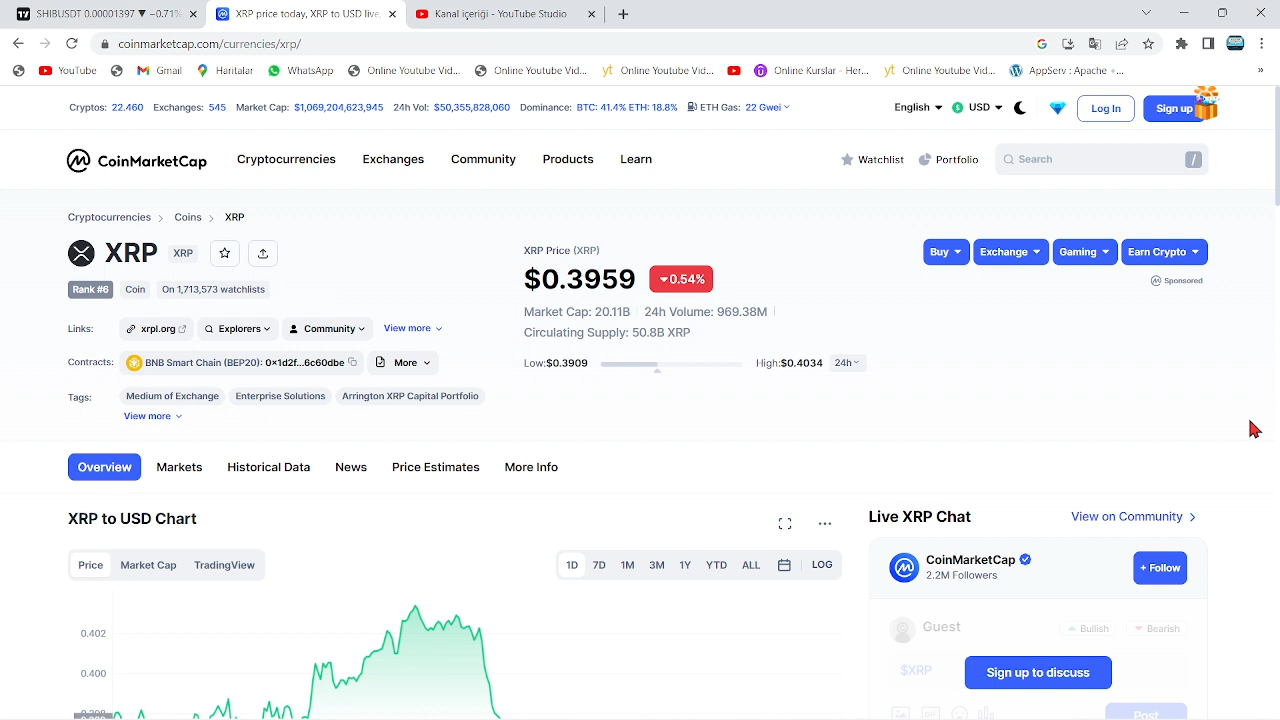 SHIBUSDT 0.00001397 ▼ −0.71%
XRP price today, XRP to USD live,
Kanal içeriği - YouTube Studio
coinmarketcap.com/currencies/xrp/
YouTube Gmail Haritalar WhatsApp Online Youtube Vid... Online Youtube Vid... Online Youtube Vid... Online Kurslar - Her... Online Youtube Vid... AppServ : Apache +... »
Cryptos: 22.460 Exchanges: 545 Market Cap: $1,069,204,623,945 24h Vol: $50,355,828,060 Dominance: BTC: 41.4% ETH: 18.8% ETH Gas: 22 Gwei English USD Log In Sign up
CoinMarketCap Cryptocurrencies Exchanges Community Products Learn Watchlist Portfolio Search /
Cryptocurrencies > Coins > XRP
XRP XRP
Rank #6 Coin On 1,713,573 watchlists
Links: xrpl.org Explorers Community View more
Contracts: BNB Smart Chain (BEP20): 0x1d2f...6c60dbe More
Tags: Medium of Exchange Enterprise Solutions Arrington XRP Capital Portfolio
View more
XRP Price (XRP)
$0.3959 0.54%
Market Cap: 20.11B 24h Volume: 969.38M
Circulating Supply: 50.8B XRP
Low:$0.3909 High:$0.4034 24h
Buy Exchange Gaming Earn Crypto
Sponsored
Overview Markets Historical Data News Price Estimates More Info
XRP to USD Chart
Price Market Cap TradingView 1D 7D 1M 3M 1Y YTD ALL LOG
0.402
0.400
Live XRP Chat View on Community >
CoinMarketCap
2.2M Followers
+ Follow
Guest Bullish Bearish
$XRP
Sign up to discuss
GIF Post